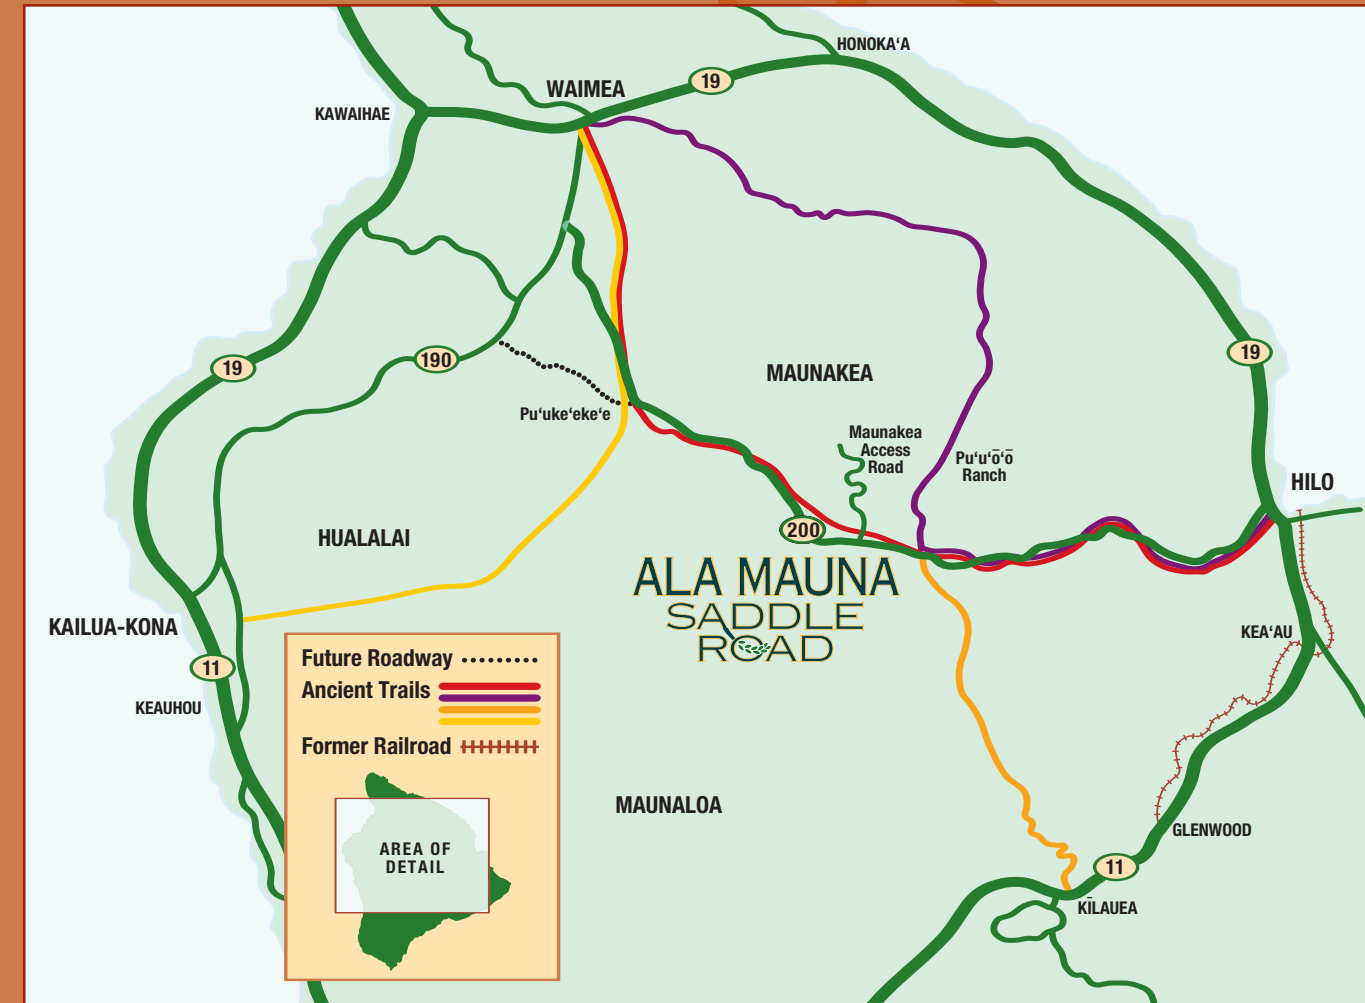 HONOKAʻA
19
WAIMEA
KAWAIHAE
19
190
MAUNAKEA
19
Puʻukeʻekeʻe
Maunakea
Access
Road
Puʻuʻōʻō
Ranch
HILO
HUALALAI
200
ALA MAUNA
SADDLE
ROAD
KAILUA-KONA
KEAʻAU
11
KEAUHOU
Future Roadway
Ancient Trails
Former Railroad
AREA OF
DETAIL
MAUNALOA
GLENWOOD
11
KĪLAUEA